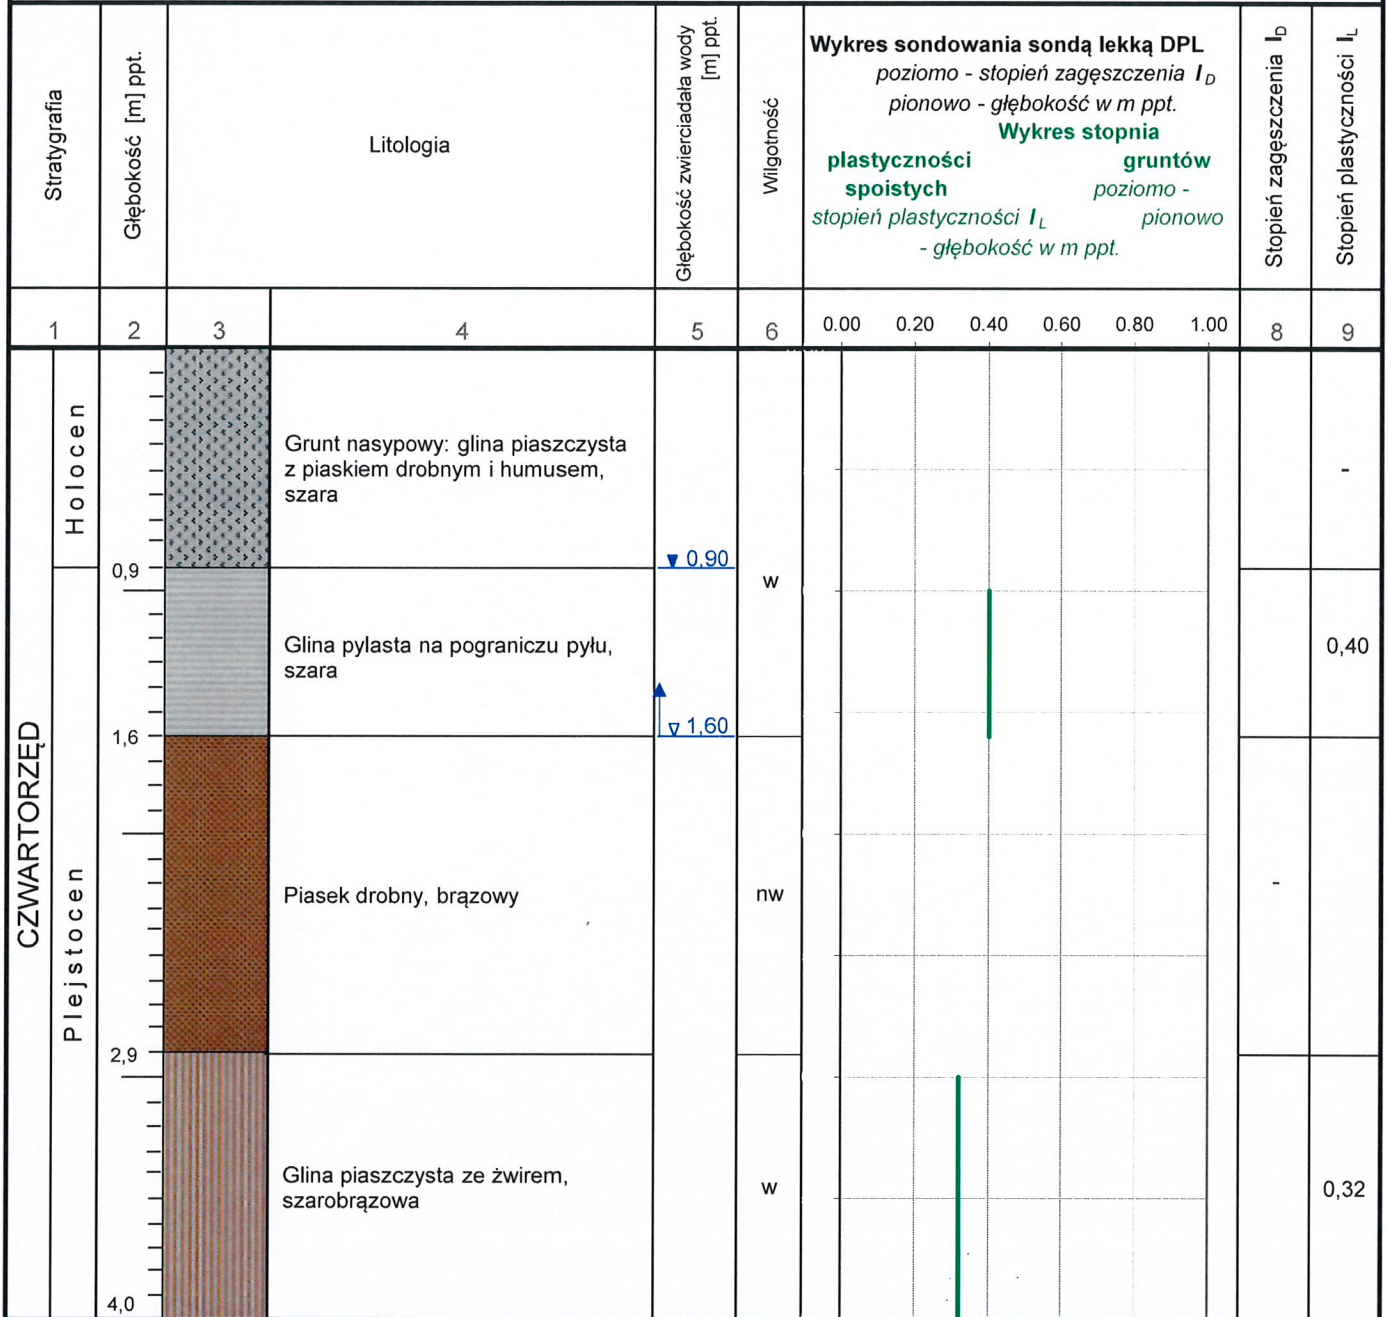 Stratygrafia
Głębokość [m] ppt.
Litologia
Głębokość zwierciadała wody
[m] ppt.
Wilgotność
Wykres sondowania sondą lekką DPL
poziomo - stopień zagęszczenia I D
pionowo - głębokość w m ppt.
Wykres stopnia
plastyczności gruntów
spoistych poziomo -
stopień plastyczności I L pionowo
- głębokość w m ppt.
Stopień zagęszczenia I D
Stopień plastyczności I L
1 2 3 4 5 6 0.00 0.20 0.40 0.60 0.80 1.00 8 9
CZWARTORZĘD
Holocen
Grunt nasypowy: glina piaszczysta
z piaskiem drobnym i humusem,
szara
-
0,90
0,9
w
Glina pylasta na pograniczu pyłu,
szara
0,40
1,60
1,6
Plejstocen
Piasek drobny, brązowy
nw
-
2,9
Glina piaszczysta ze żwirem,
szarobrązowa
w
0,32
4,0